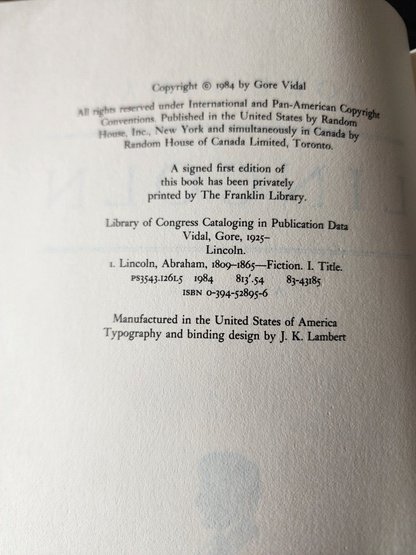 Copyright © 1984 by Gore Vidal
All rights reserved under International and Pan-American Copyright
Conventions. Published in the United States by Random
House, Inc., New York and simultaneously in Canada by
Random House of Canada Limited, Toronto.
A signed first edition of
this book has been privately
printed by The Franklin Library.
Library of Congress Cataloging in Publication Data
Vidal, Gore, 1925–
Lincoln.
1. Lincoln, Abraham, 1809–1865—Fiction. I. Title.
PS3543.I26L5 1984 813'.54 83-43185
ISBN 0-394-52895-6
Manufactured in the United States of America
Typography and binding design by J. K. Lambert